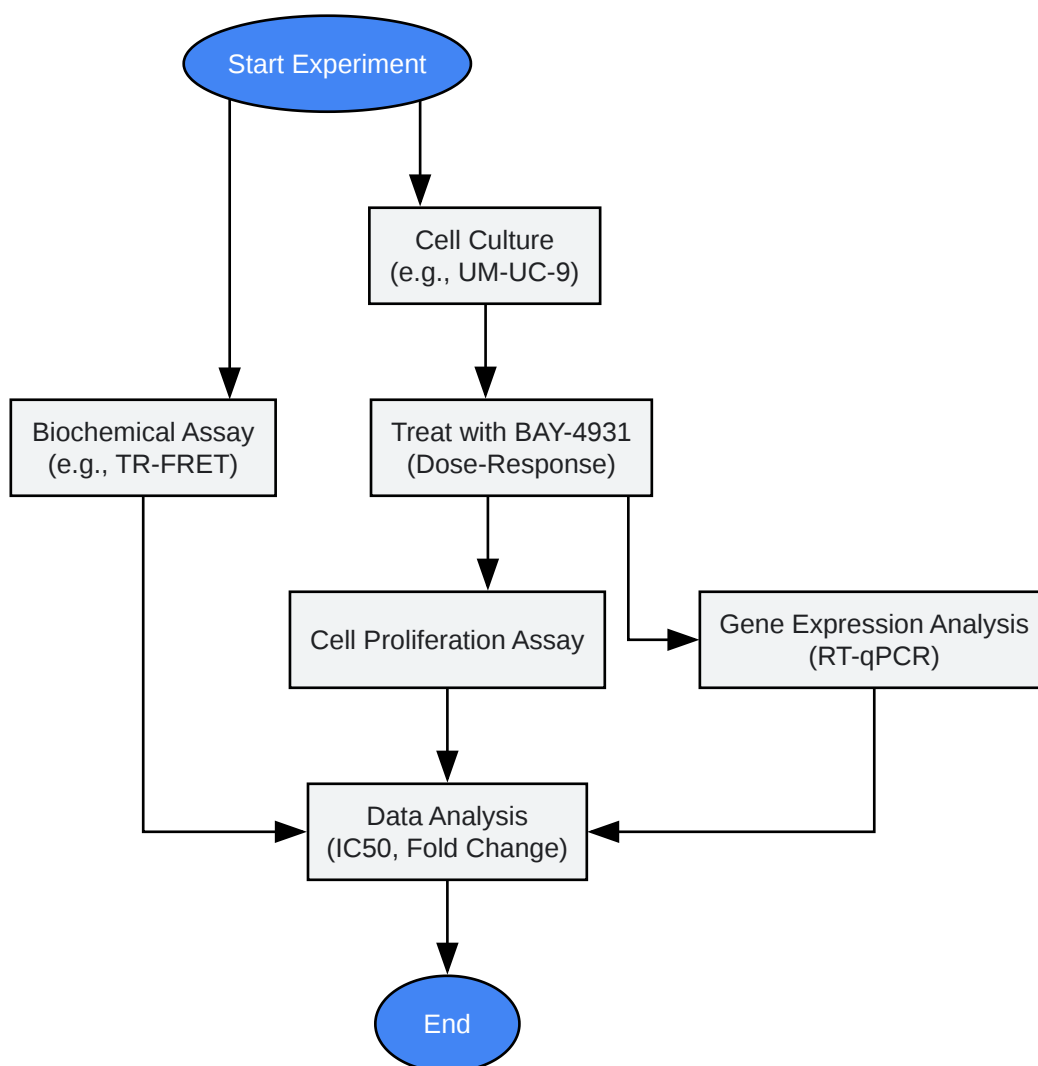 Start Experiment
Cell Culture
(e.g., UM-UC-9)
Biochemical Assay
(e.g., TR-FRET)
Treat with BAY-4931
(Dose-Response)
Cell Proliferation Assay
Gene Expression Analysis
(RT-qPCR)
Data Analysis
(IC50, Fold Change)
End